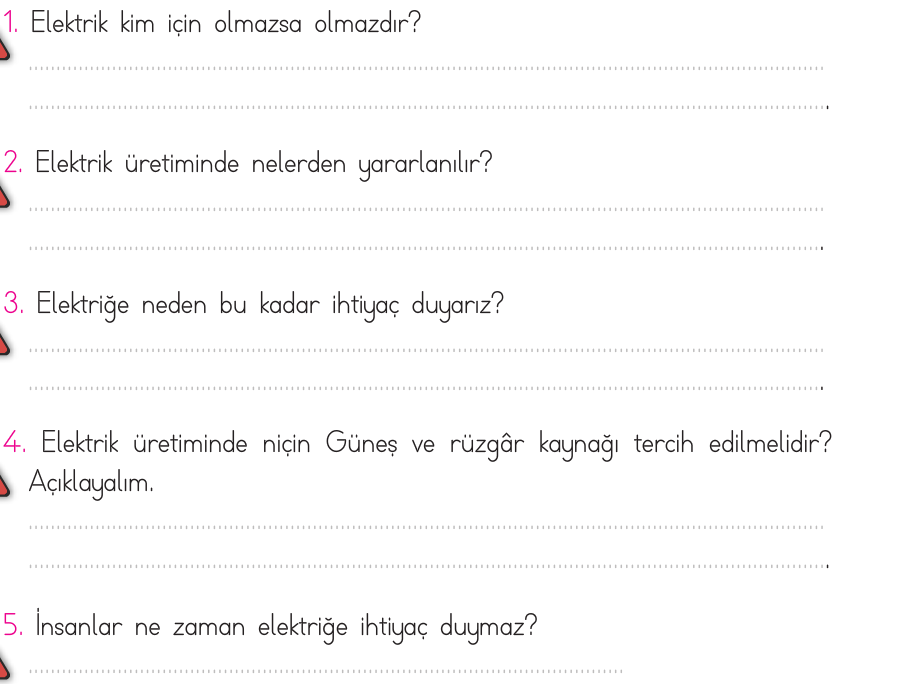 1. Elektrik kim için olmazsa olmazdır?
2. Elektrik üretiminde nelerden yararlanılır?
3. Elektriğe neden bu kadar ihtiyaç duyarız?
4. Elektrik üretiminde niçin Güneş ve rüzgâr kaynağı tercih edilmelidir?
Açıklayalım.
5. İnsanlar ne zaman elektriğe ihtiyaç duymaz?